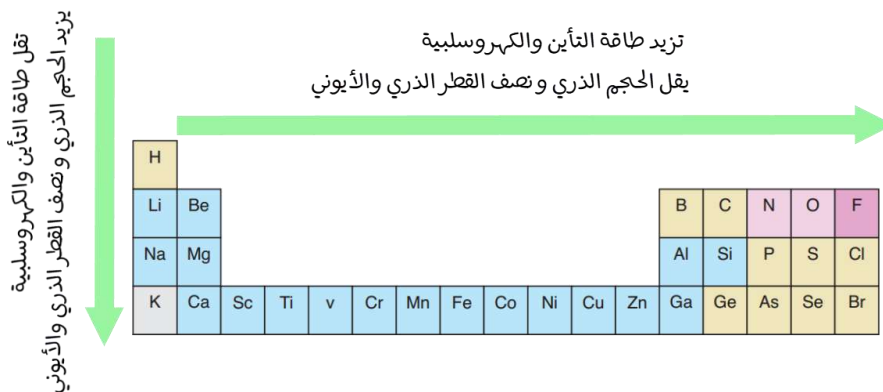 تزيد طاقة التأين والكهروسلبية
يقل الحجم الذري و نصف القطر الذري والأيوني
تقل طاقة التأين والكهروسلبية
يزيد الحجم الذري و نصف القطر الذري والأيوني
H
Li Be B C N O F
Na Mg Al Si P S Cl
K Ca Sc Ti v Cr Mn Fe Co Ni Cu Zn Ga Ge As Se Br